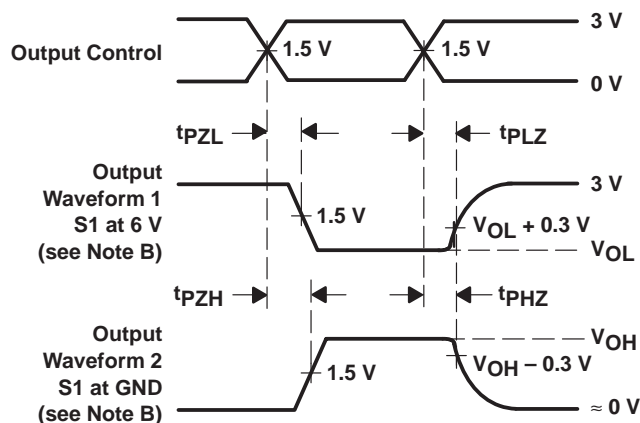 3 V
Output Control
1.5 V
1.5 V
0 V
tPZL
tPLZ
Output
Waveform 1
S1 at 6 V
(see Note B)
3 V
1.5 V
VOL + 0.3 V
VOL
tPZH
tPHZ
Output
Waveform 2
S1 at GND
(see Note B)
VOH
1.5 V
VOH – 0.3 V
≈ 0 V